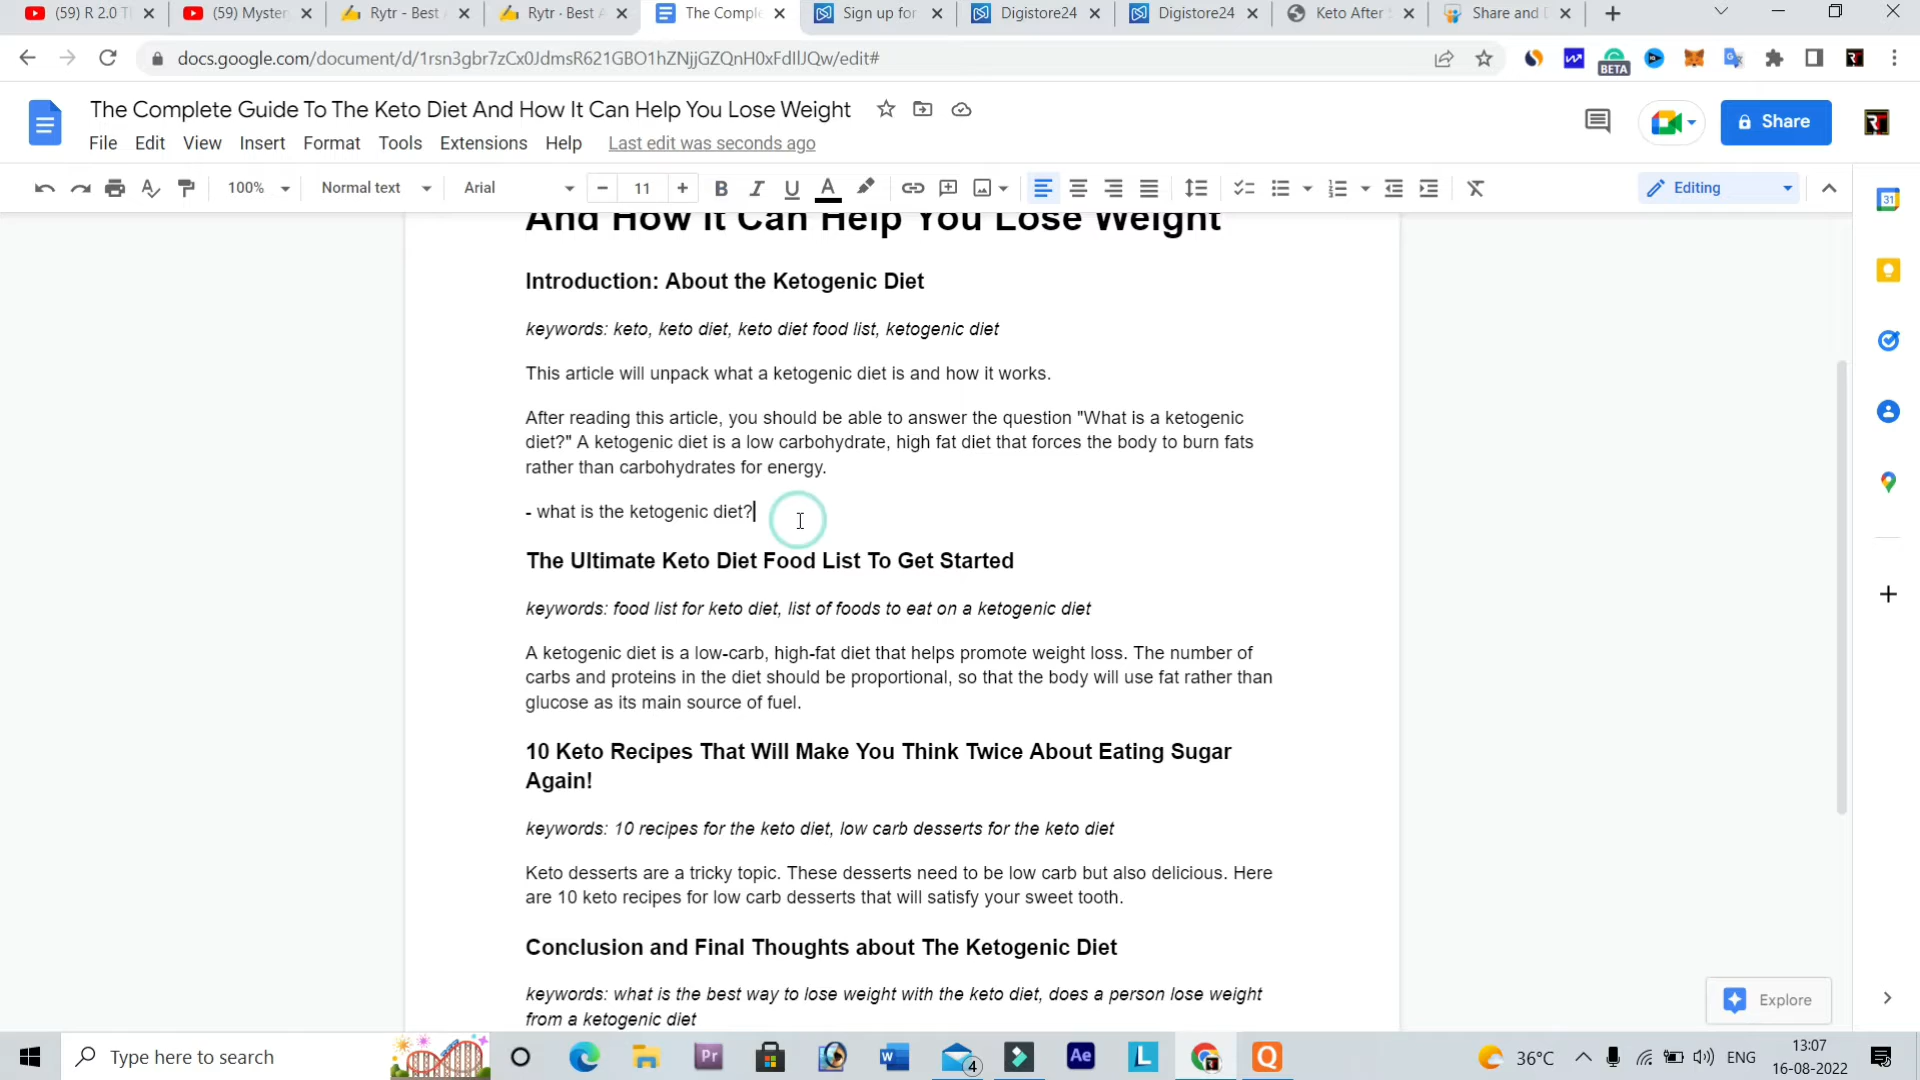 (59) R 2.0 T
(59) Myster
Rytr - Best
Rytr · Best A
The Compl
Sign up for
Digistore24
Digistore24
Keto After
Share and D
docs.google.com/document/d/1rsn3gbr7zCx0JdmsR621GBO1hZNjjGZQnH0xFdIlJQw/edit#
BETA
The Complete Guide To The Keto Diet And How It Can Help You Lose Weight
Share
File Edit View Insert Format Tools Extensions Help Last edit was seconds ago
100% Normal text Arial 11 Editing
And How It Can Help You Lose Weight
Introduction: About the Ketogenic Diet
keywords: keto, keto diet, keto diet food list, ketogenic diet
This article will unpack what a ketogenic diet is and how it works.
After reading this article, you should be able to answer the question "What is a ketogenic
diet?" A ketogenic diet is a low carbohydrate, high fat diet that forces the body to burn fats
rather than carbohydrates for energy.
- what is the ketogenic diet?
The Ultimate Keto Diet Food List To Get Started
keywords: food list for keto diet, list of foods to eat on a ketogenic diet
A ketogenic diet is a low-carb, high-fat diet that helps promote weight loss. The number of
carbs and proteins in the diet should be proportional, so that the body will use fat rather than
glucose as its main source of fuel.
10 Keto Recipes That Will Make You Think Twice About Eating Sugar
Again!
keywords: 10 recipes for the keto diet, low carb desserts for the keto diet
Keto desserts are a tricky topic. These desserts need to be low carb but also delicious. Here
are 10 keto recipes for low carb desserts that will satisfy your sweet tooth.
Conclusion and Final Thoughts about The Ketogenic Diet
keywords: what is the best way to lose weight with the keto diet, does a person lose weight
from a ketogenic diet
Explore
Type here to search
4
36°C
ENG
13:07
16-08-2022